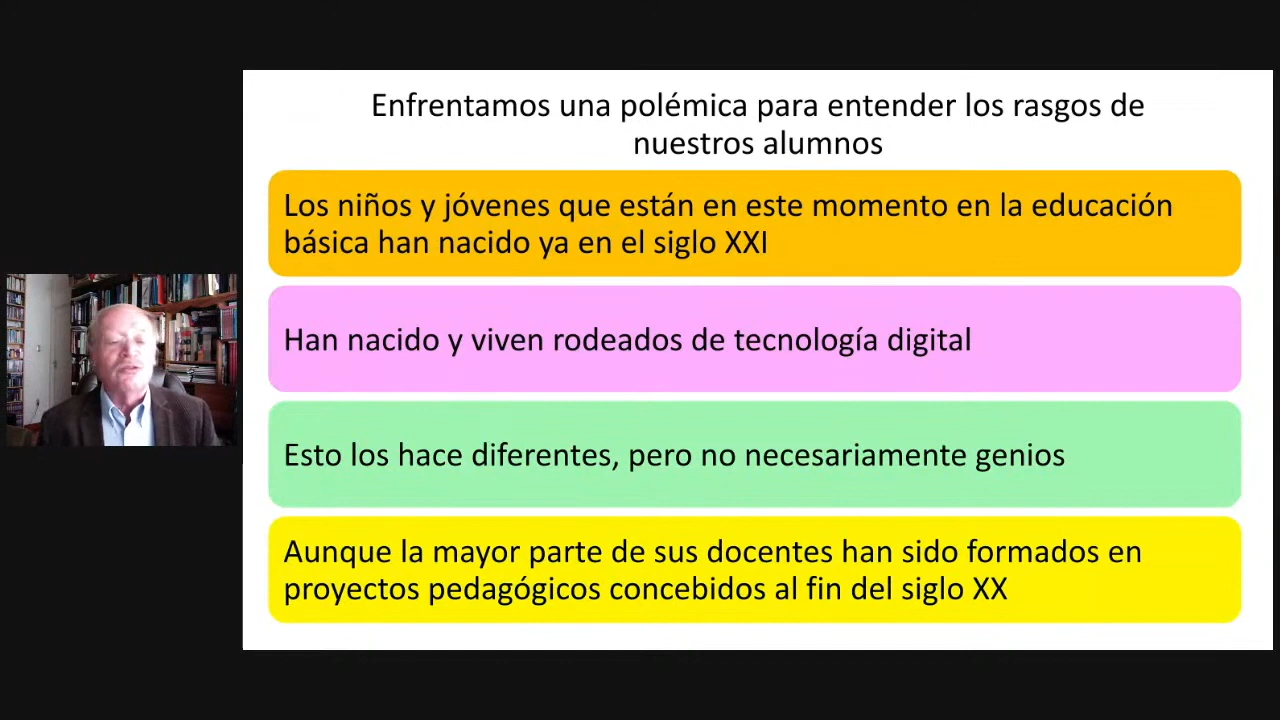 Enfrentamos una polémica para entender los rasgos de
nuestros alumnos
Los niños y jóvenes que están en este momento en la educación
básica han nacido ya en el siglo XXI
Han nacido y viven rodeados de tecnología digital
Esto los hace diferentes, pero no necesariamente genios
Aunque la mayor parte de sus docentes han sido formados en
proyectos pedagógicos concebidos al fin del siglo XX